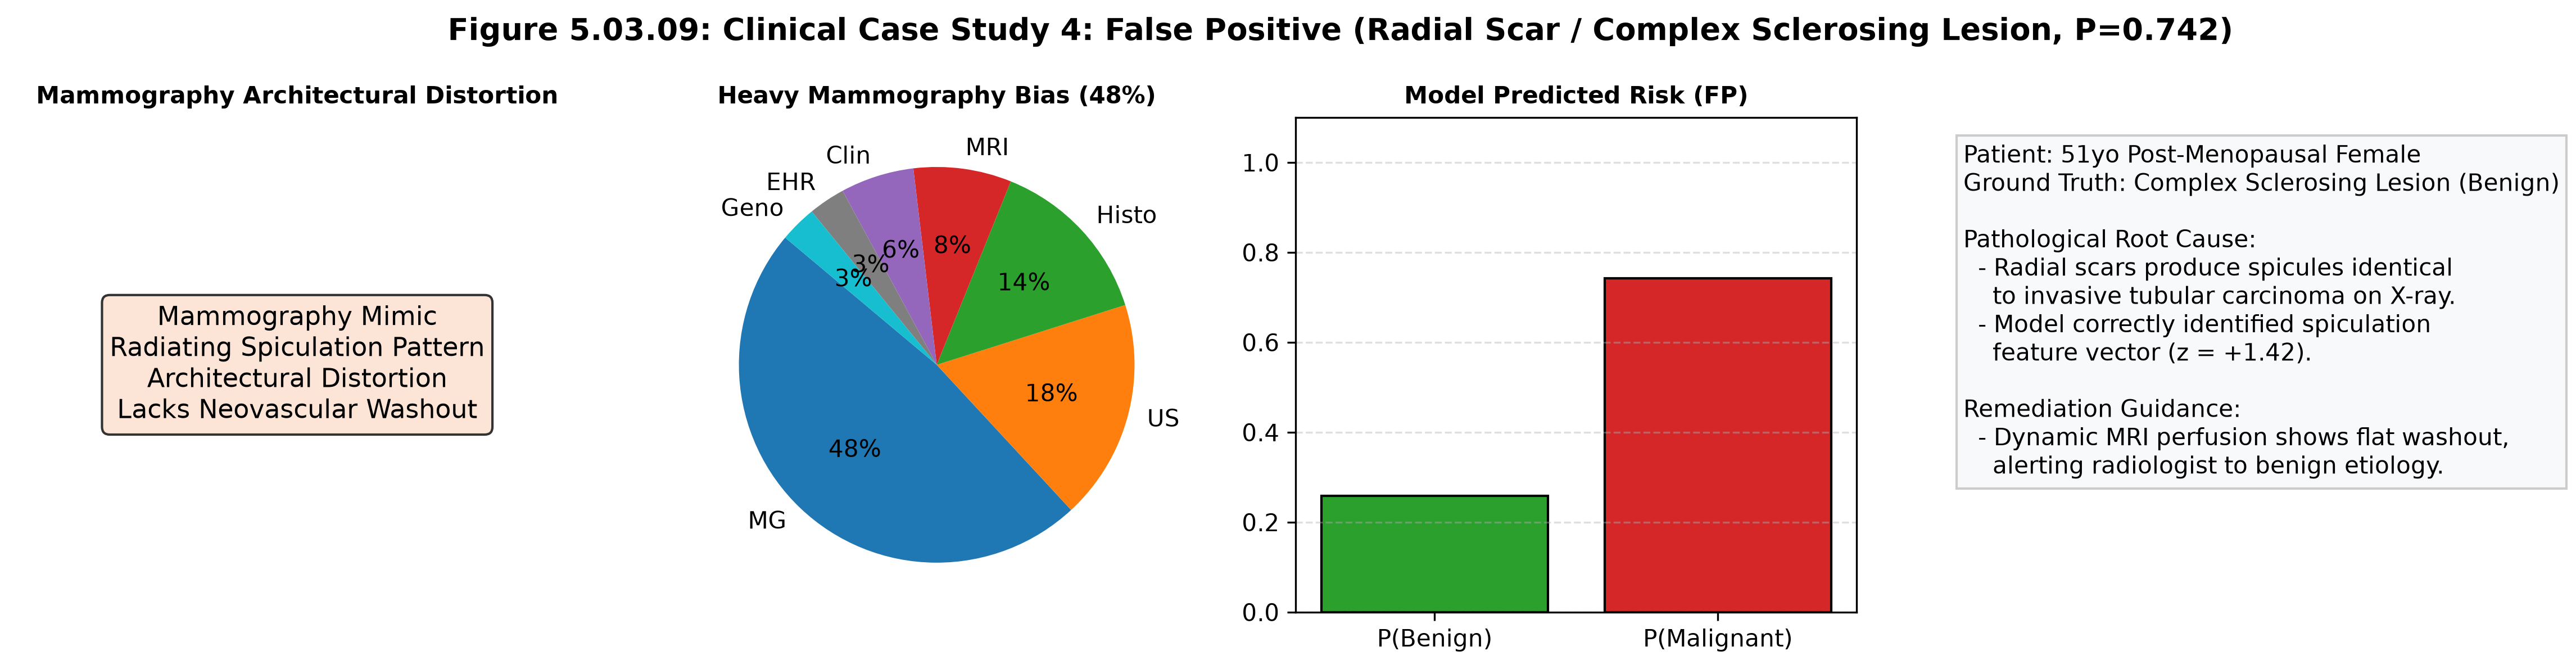 Figure 5.03.09: Clinical Case Study 4: False Positive (Radial Scar / Complex Sclerosing Lesion, P=0.742)
Mammography Architectural Distortion
Mammography Mimic
Radiating Spiculation Pattern
Architectural Distortion
Lacks Neovascular Washout
Heavy Mammography Bias (48%)
MG
48%
US
18%
Histo
14%
MRI
8%
Clin
6%
EHR
3%
Geno
3%
Model Predicted Risk (FP)
1.0
0.8
0.6
0.4
0.2
0.0
P(Benign)
P(Malignant)
Patient: 51yo Post-Menopausal Female
Ground Truth: Complex Sclerosing Lesion (Benign)
Pathological Root Cause:
- Radial scars produce spicules identical
to invasive tubular carcinoma on X-ray.
- Model correctly identified spiculation
feature vector (z = +1.42).
Remediation Guidance:
- Dynamic MRI perfusion shows flat washout,
alerting radiologist to benign etiology.